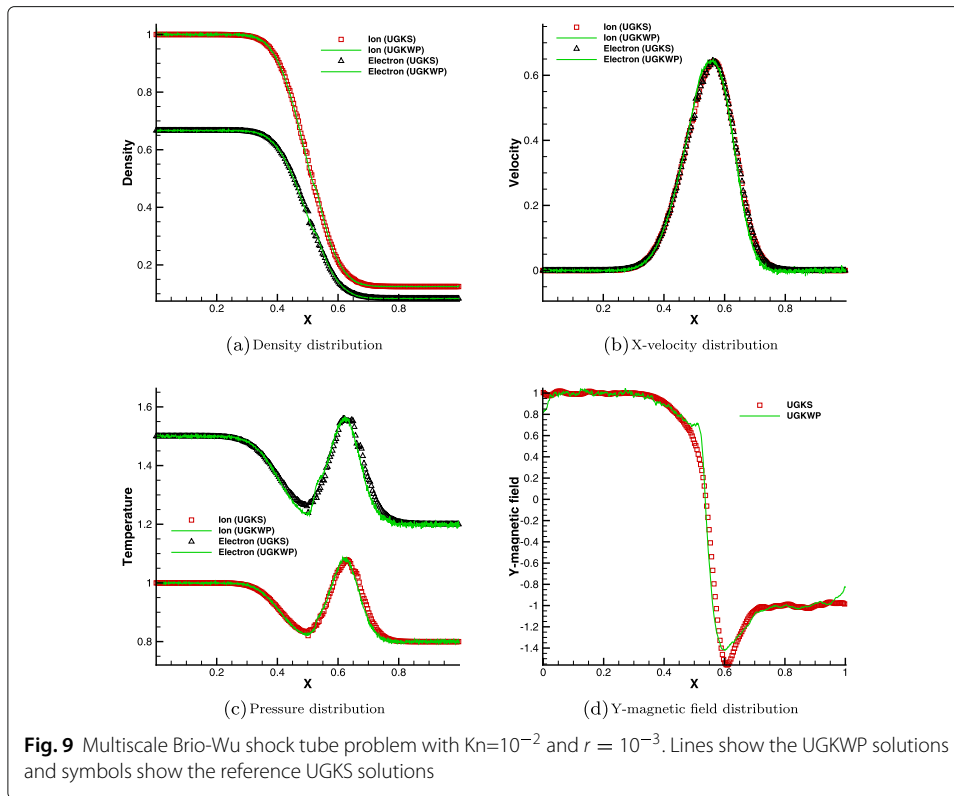 1
0.8
0.6
0.4
0.2
Density
Ion (UGKS)
Ion (UGKWP)
Electron (UGKS)
Electron (UGKWP)
0.2 0.4 0.6 0.8
X
(a) Density distribution
0.6
0.4
0.2
0
Velocity
Ion (UGKS)
Ion (UGKWP)
Electron (UGKS)
Electron (UGKWP)
0.2 0.4 0.6 0.8
X
(b) X-velocity distribution
1.6
1.4
1.2
1
0.8
Temperature
Ion (UGKS)
Ion (UGKWP)
Electron (UGKS)
Electron (UGKWP)
0.2 0.4 0.6 0.8
X
(c) Pressure distribution
1
0.8
0.6
0.4
0.2
0
-0.2
-0.4
-0.6
-0.8
-1
-1.2
-1.4
Y-magnetic field
UGKS
UGKWP
0 0.2 0.4 0.6 0.8 1
X
(d) Y-magnetic field distribution
Fig. 9 Multiscale Brio-Wu shock tube problem with Kn=10⁻² and r = 10⁻³. Lines show the UGKWP solutions
and symbols show the reference UGKS solutions